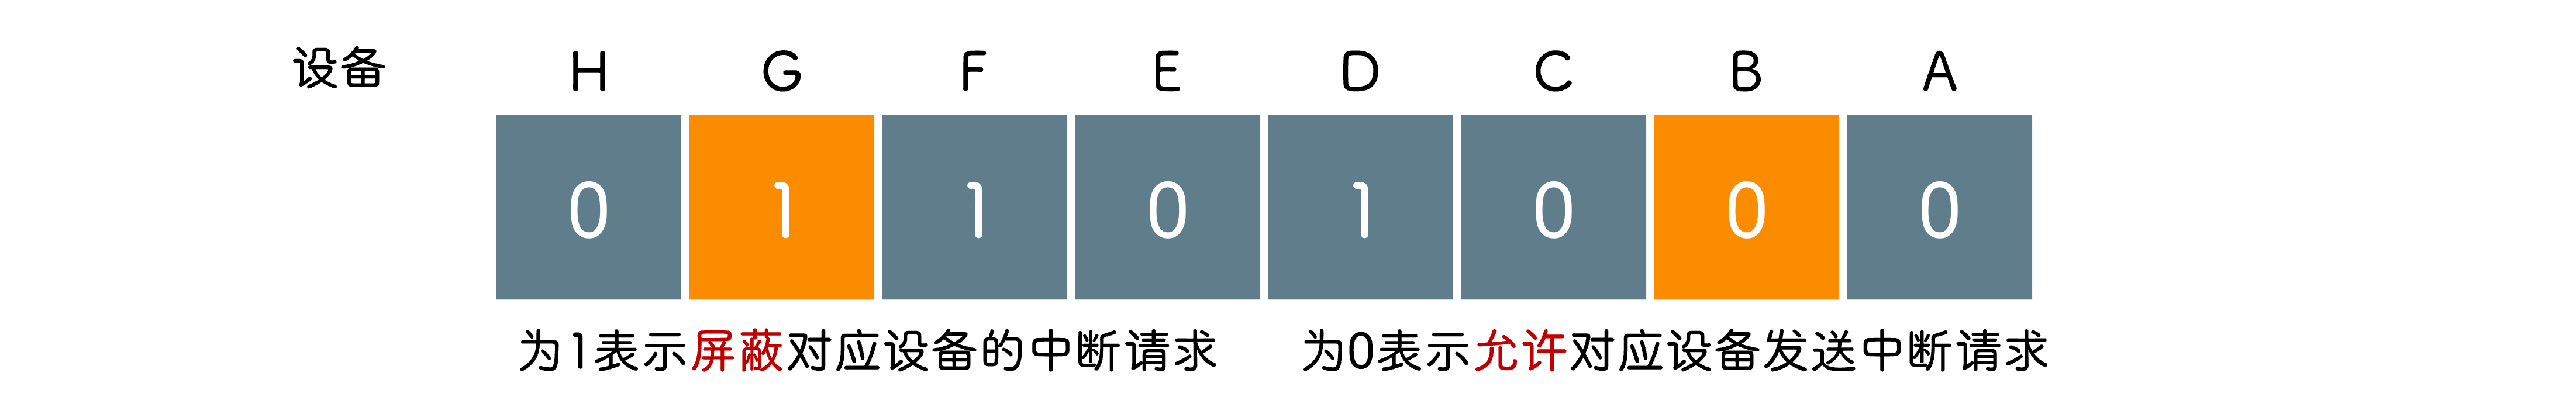 设备 H G F E D C B A
0 1 1 0 1 0 0 0
为1表示屏蔽对应设备的中断请求 为0表示允许对应设备发送中断请求